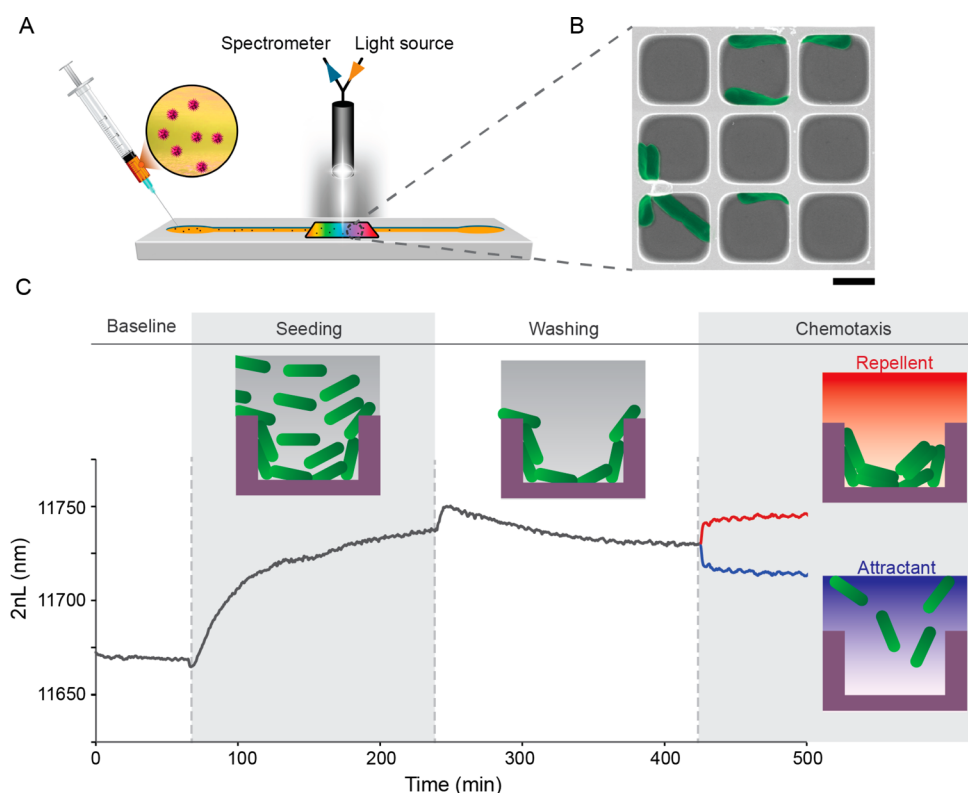 A
Spectrometer
Light source
B
C
Baseline
Seeding
Washing
Chemotaxis
Repellent
11750
11700
11650
2nL (nm)
Attractant
0
100
200
300
400
500
Time (min)